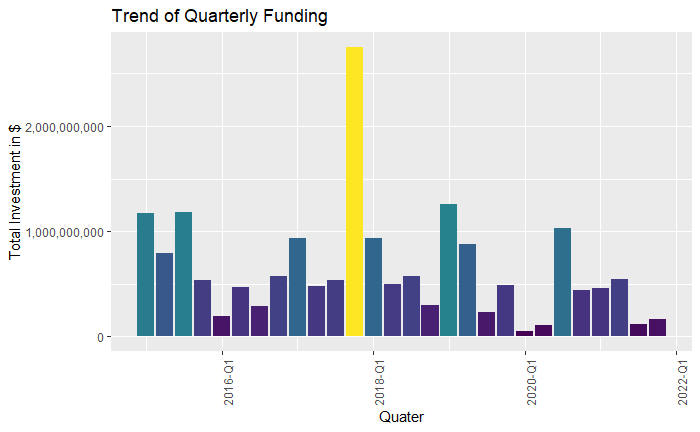 Trend of Quarterly Funding
Total Investment in $
2,000,000,000
1,000,000,000
0
2016-Q1
2018-Q1
2020-Q1
2022-Q1
Quater